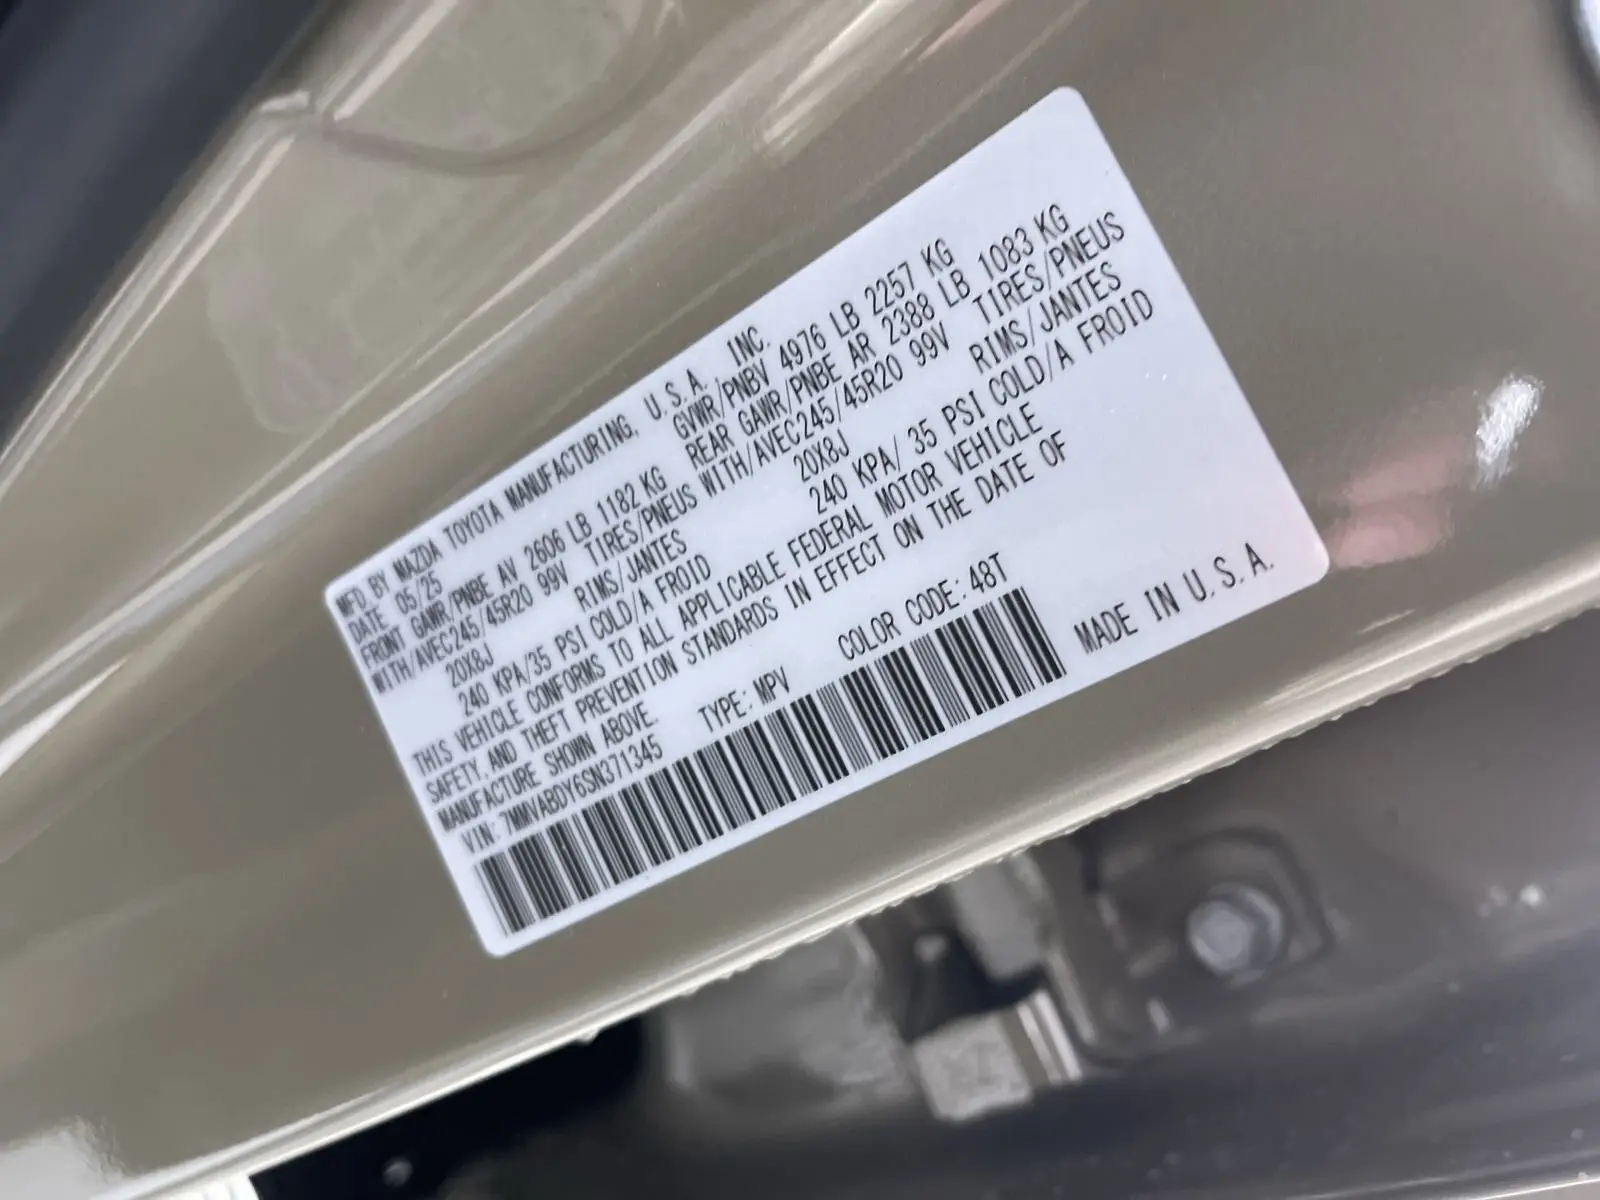 MFD. BY MAZDA TOYOTA MANUFACTURING, U.S.A., INC.
DATE 05/25 GVWR/PNBV 4976 LB 2257 KG
FRONT GAWR/PNBE AV 2606 LB 1182 KG REAR GAWR/PNBE AR 2388 LB 1083 KG
WITH/AVEC245/45R20 99V TIRES/PNEUS WITH/AVEC245/45R20 99V TIRES/PNEUS
20X8J RIMS/JANTES 20X8J RIMS/JANTES
240 KPA/35 PSI COLD/A FROID 240 KPA/ 35 PSI COLD/A FROID
THIS VEHICLE CONFORMS TO ALL APPLICABLE FEDERAL MOTOR VEHICLE
SAFETY, AND THEFT PREVENTION STANDARDS IN EFFECT ON THE DATE OF
MANUFACTURE SHOWN ABOVE.
VIN: 7MMVABDY6SN371345 TYPE: MPV COLOR CODE: 48T
MADE IN U.S.A.